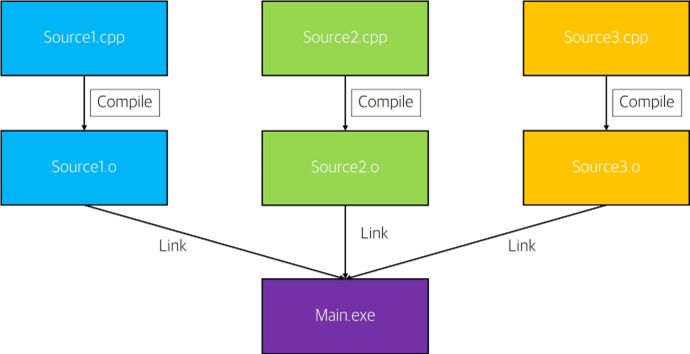 Source1.cpp
Source2.cpp
Source3.cpp
Compile
Compile
Compile
Source1.o
Source2.o
Source3.o
Link
Link
Link
Main.exe